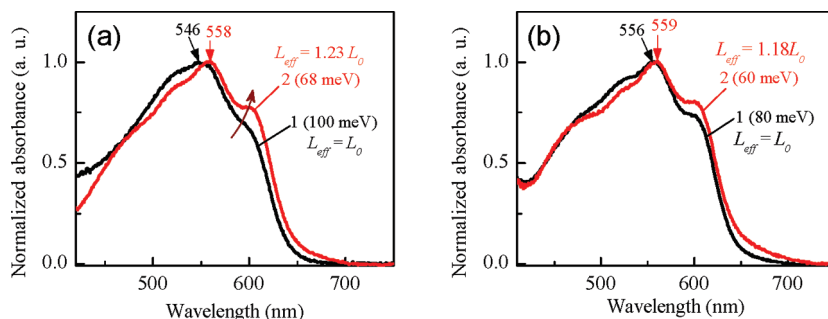 (a)
546
558
L_eff = 1.23 L_0
2 (68 meV)
1 (100 meV)
L_eff = L_0
Normalized absorbance (a. u.)
1.0
0.5
0.0
500
600
700
Wavelength (nm)
(b)
556
559
L_eff = 1.18L_0
2 (60 meV)
1 (80 meV)
L_eff = L_0
Normalized absorbance (a. u.)
1.0
0.5
0.0
500
600
700
Wavelength (nm)